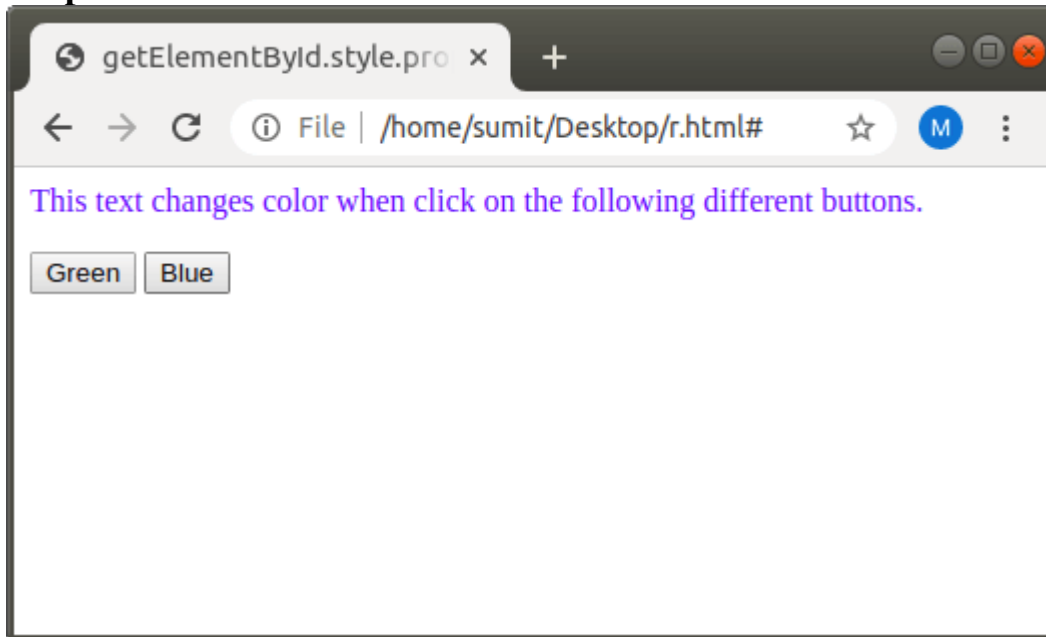 getElementById.style.pro
File /home/sumit/Desktop/r.html#
M
This text changes color when click on the following different buttons.
Green Blue